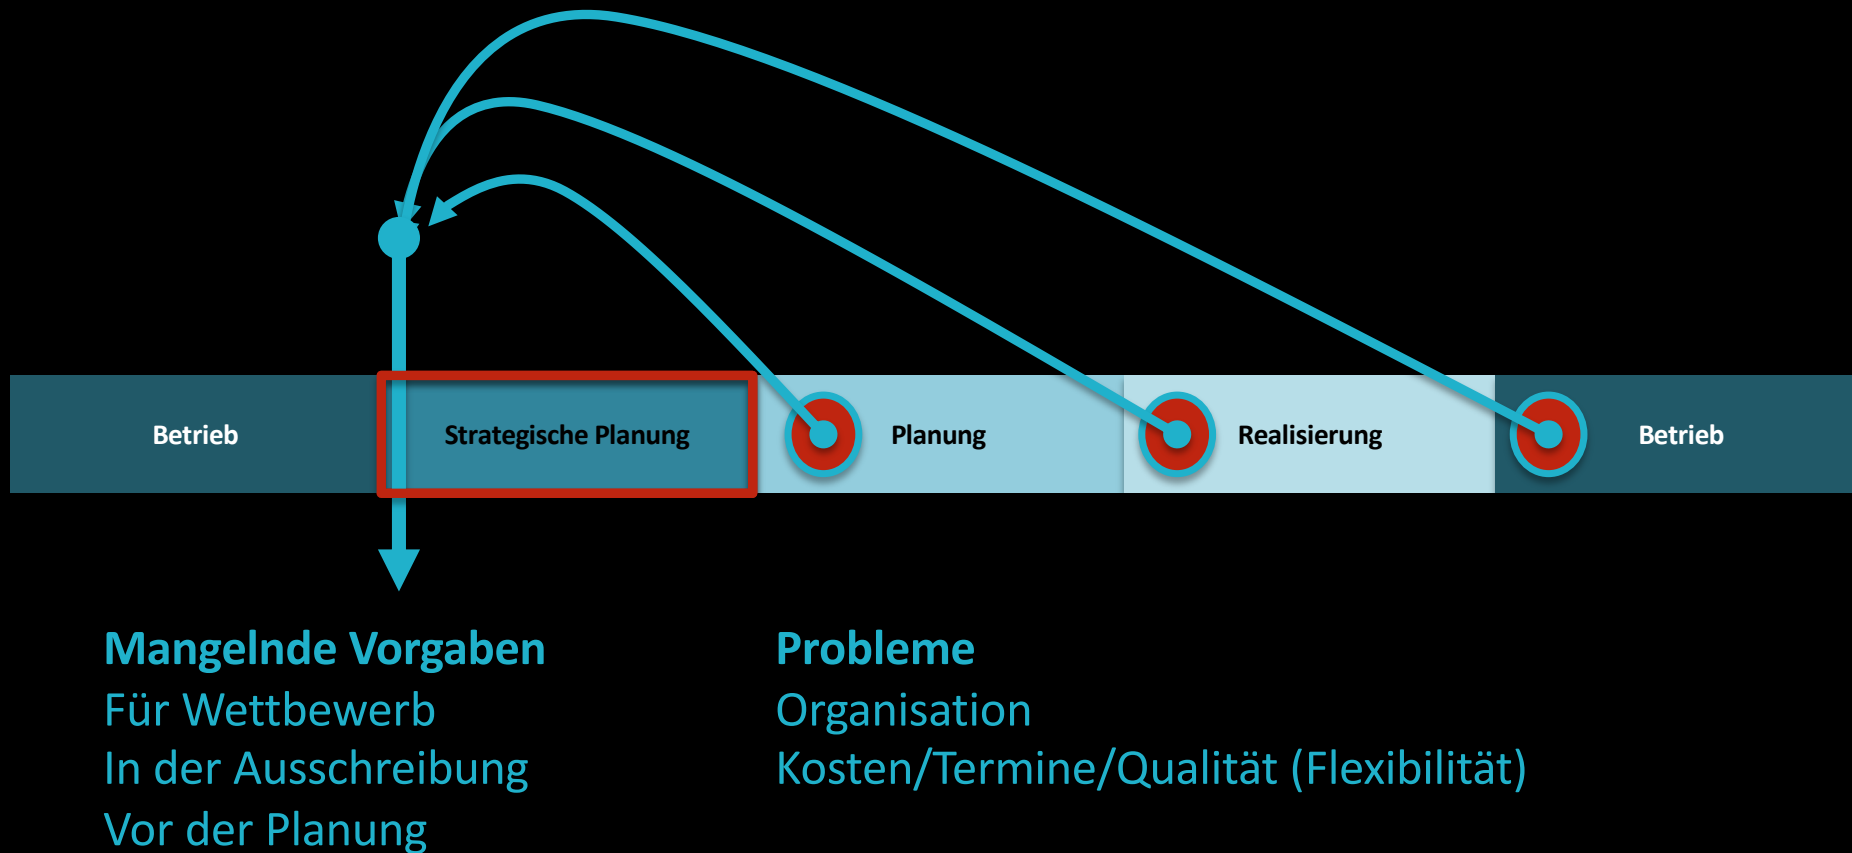 Betrieb
Strategische Planung
Planung
Realisierung
Betrieb
Mangelnde Vorgaben
Für Wettbewerb
In der Ausschreibung
Vor der Planung
Probleme
Organisation
Kosten/Termine/Qualität (Flexibilität)